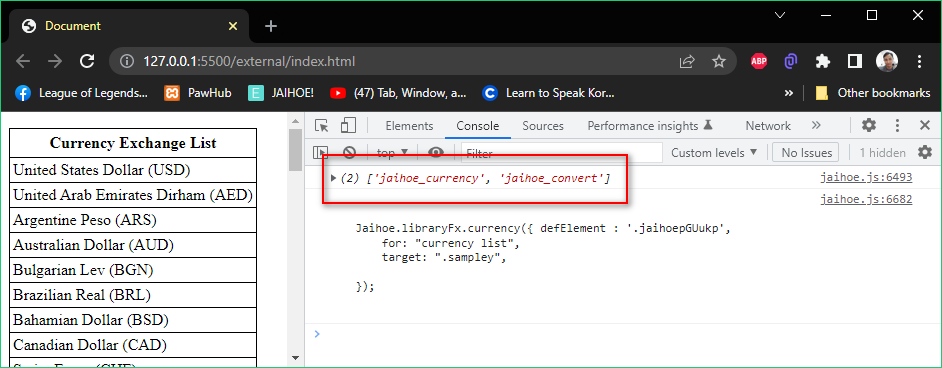 Document
127.0.0.1:5500/external/index.html
ABP
League of Legends... PawHub JAIHOE! (47) Tab, Window, a... Learn to Speak Kor... » Other bookmarks
Elements Console Sources Performance insights Network »
top Filter Custom levels No Issues 1 hidden
(2) ['jaihoe_currency', 'jaihoe_convert'] jaihoe.js:6493
jaihoe.js:6682
Jaihoe.libraryFx.currency({ defElement : '.jaihoepGUukp',
for: "currency list",
target: ".sampley",
});
Currency Exchange List
United States Dollar (USD)
United Arab Emirates Dirham (AED)
Argentine Peso (ARS)
Australian Dollar (AUD)
Bulgarian Lev (BGN)
Brazilian Real (BRL)
Bahamian Dollar (BSD)
Canadian Dollar (CAD)